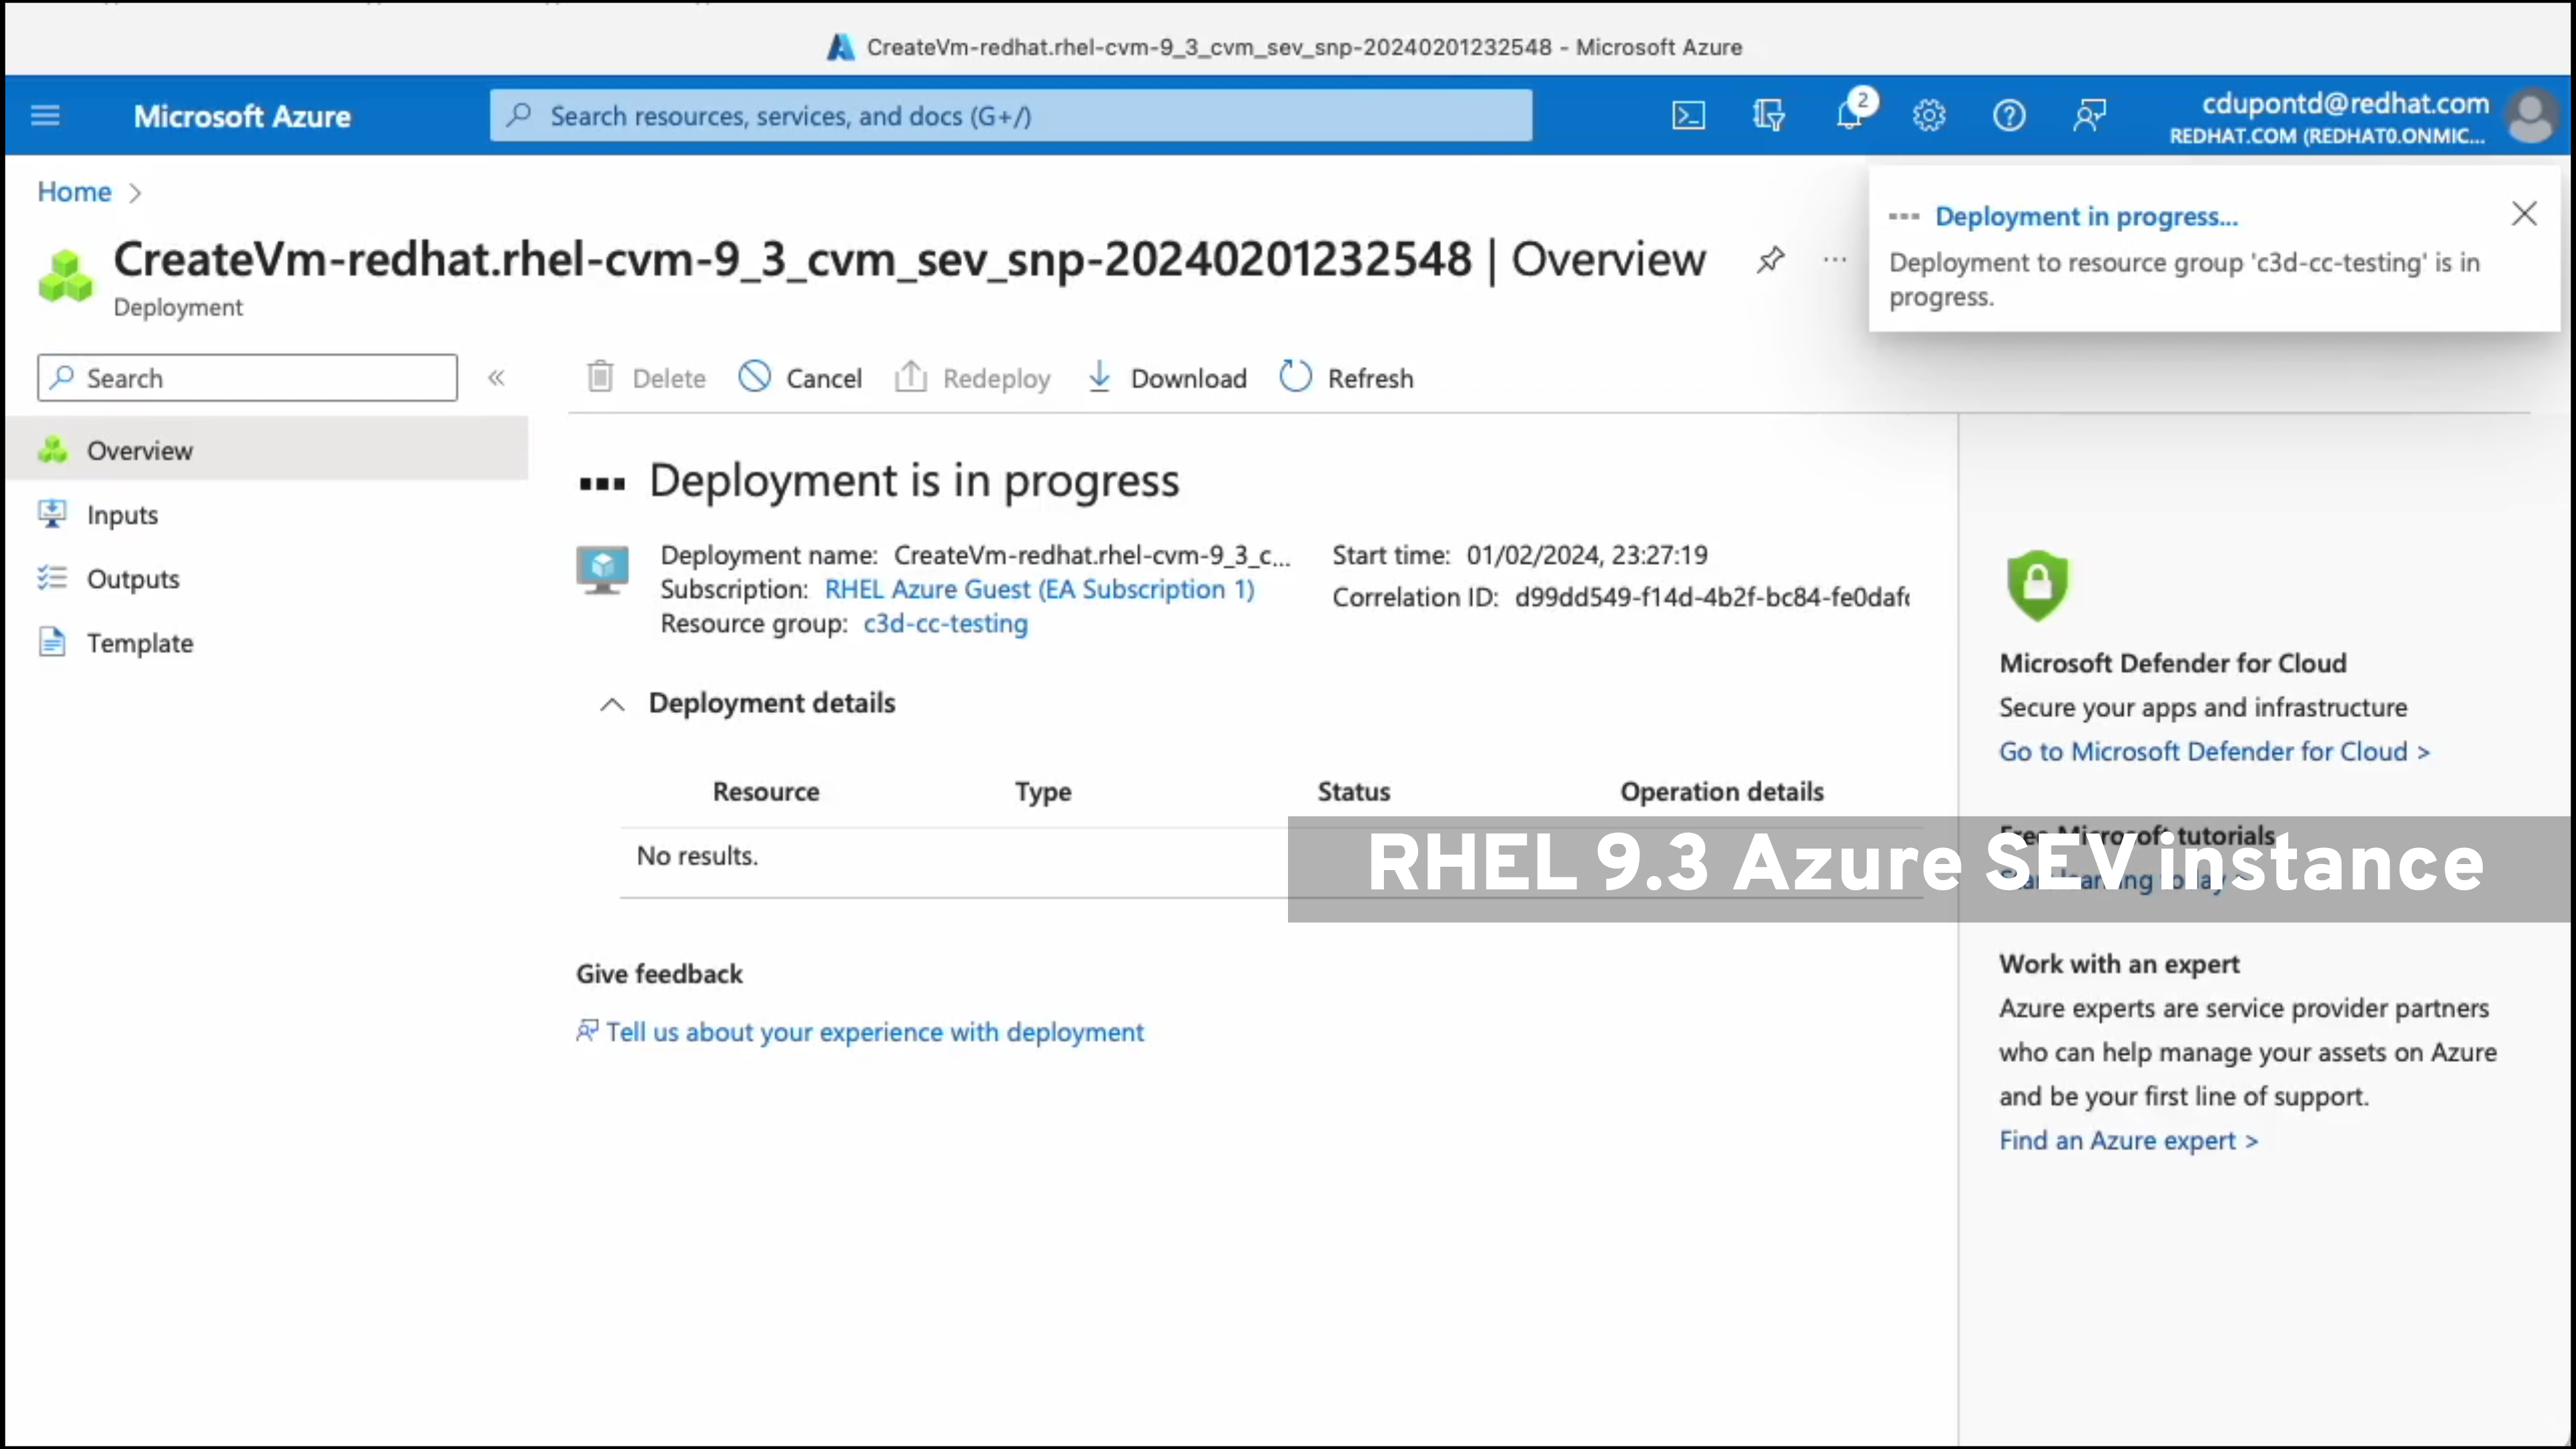 CreateVm-redhat.rhel-cvm-9_3_cvm_sev_snp-20240201232548 - Microsoft Azure
Microsoft Azure
Search resources, services, and docs (G+/)
2
cdupontd@redhat.com
REDHAT.COM (REDHAT0.ONMIC...
Home
Deployment in progress...
Deployment to resource group 'c3d-cc-testing' is in
progress.
CreateVm-redhat.rhel-cvm-9_3_cvm_sev_snp-20240201232548 | Overview
Deployment
Search
Delete
Cancel
Redeploy
Download
Refresh
Overview
Inputs
Outputs
Template
Deployment is in progress
Deployment name: CreateVm-redhat.rhel-cvm-9_3_c...
Subscription: RHEL Azure Guest (EA Subscription 1)
Resource group: c3d-cc-testing
Start time: 01/02/2024, 23:27:19
Correlation ID: d99dd549-f14d-4b2f-bc84-fe0daf
Deployment details
Resource Type Status Operation details
No results.
Give feedback
Tell us about your experience with deployment
Microsoft Defender for Cloud
Secure your apps and infrastructure
Go to Microsoft Defender for Cloud >
Free Microsoft tutorials
Start learning today >
RHEL 9.3 Azure SEV instance
Work with an expert
Azure experts are service provider partners
who can help manage your assets on Azure
and be your first line of support.
Find an Azure expert >